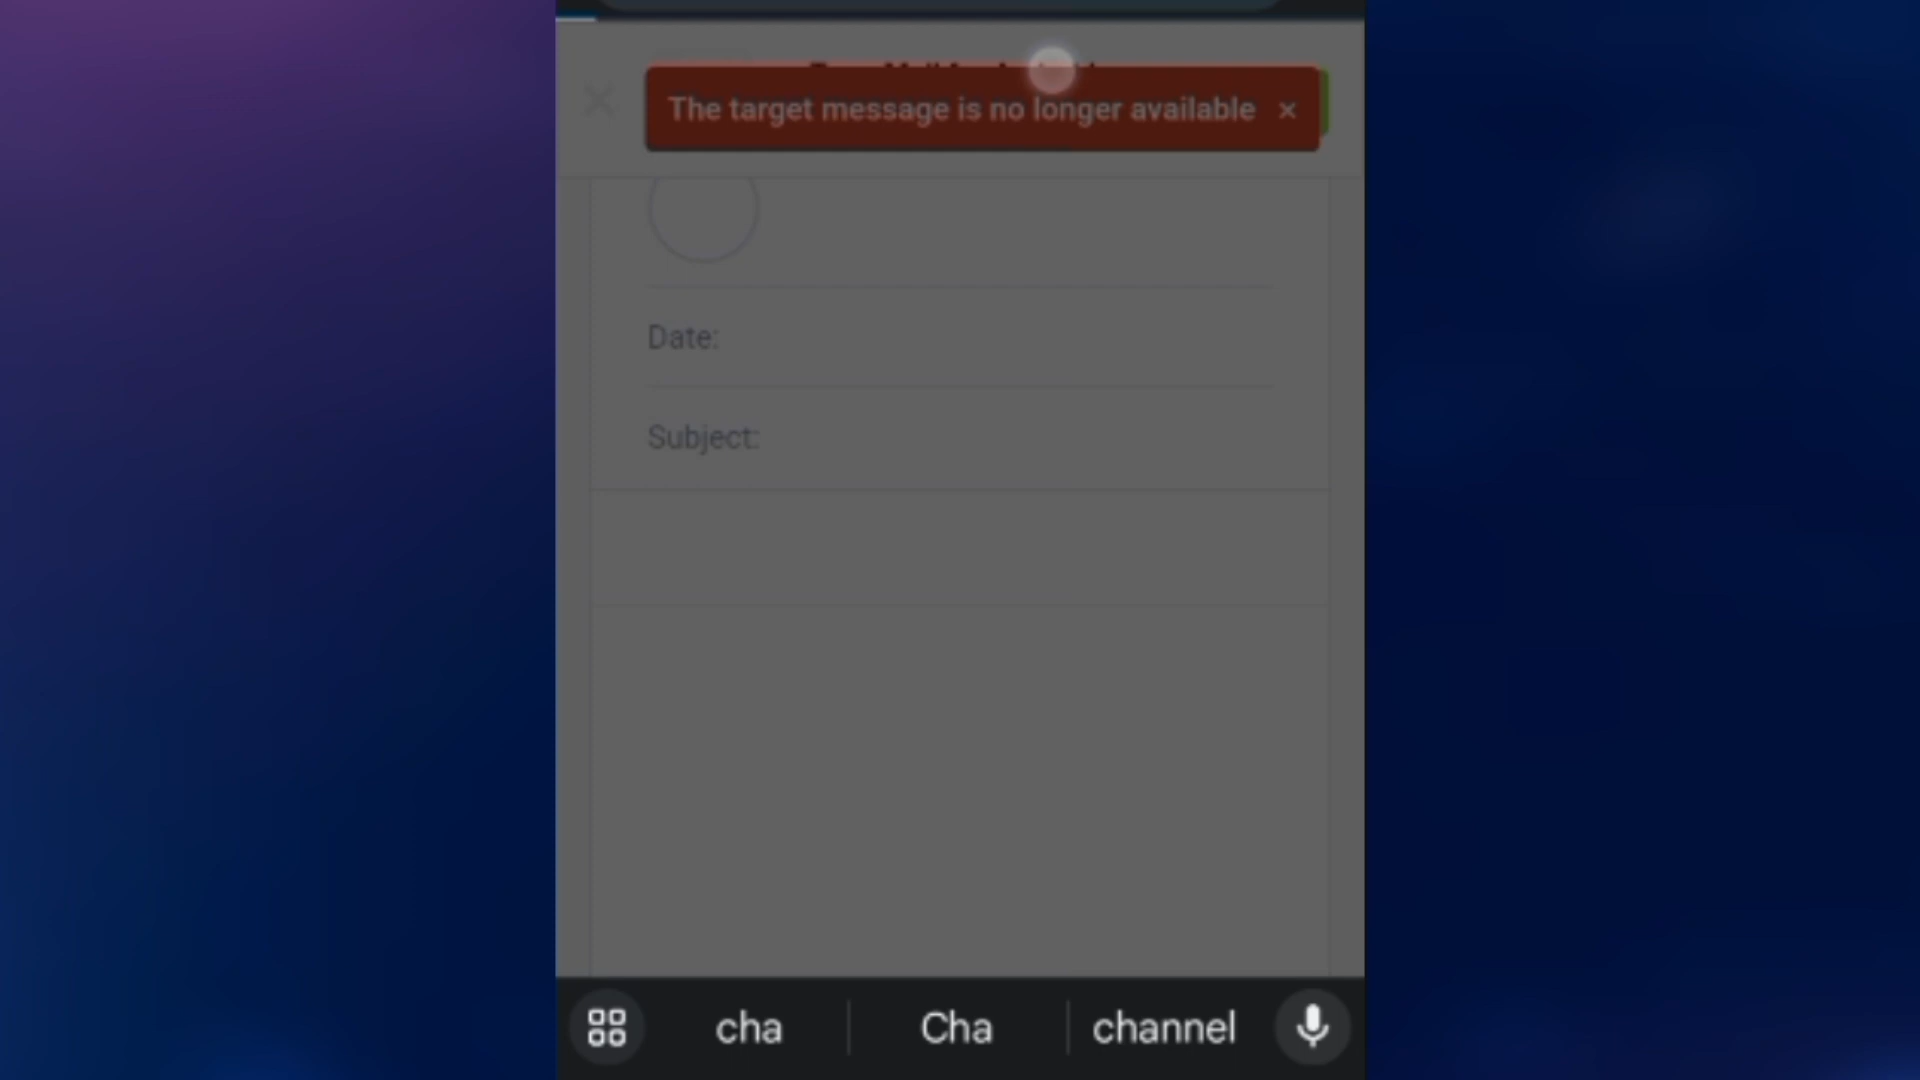 The target message is no longer available ×
Date:
Subject:
cha Cha channel